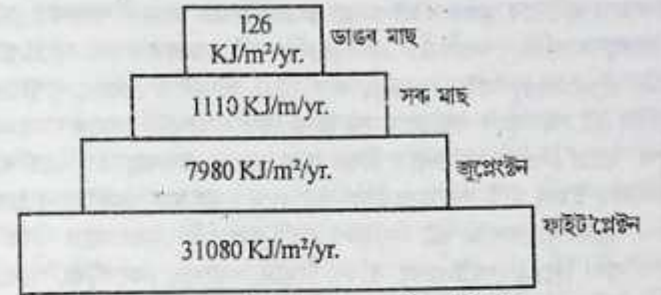 126
KJ/m²/yr.
ডাঙৰ মাছ
1110 KJ/m/yr.
সৰু মাছ
7980 KJ/m²/yr.
জুপ্লেংক্টন
31080 KJ/m²/yr.
ফাইট'প্লেংক্টন